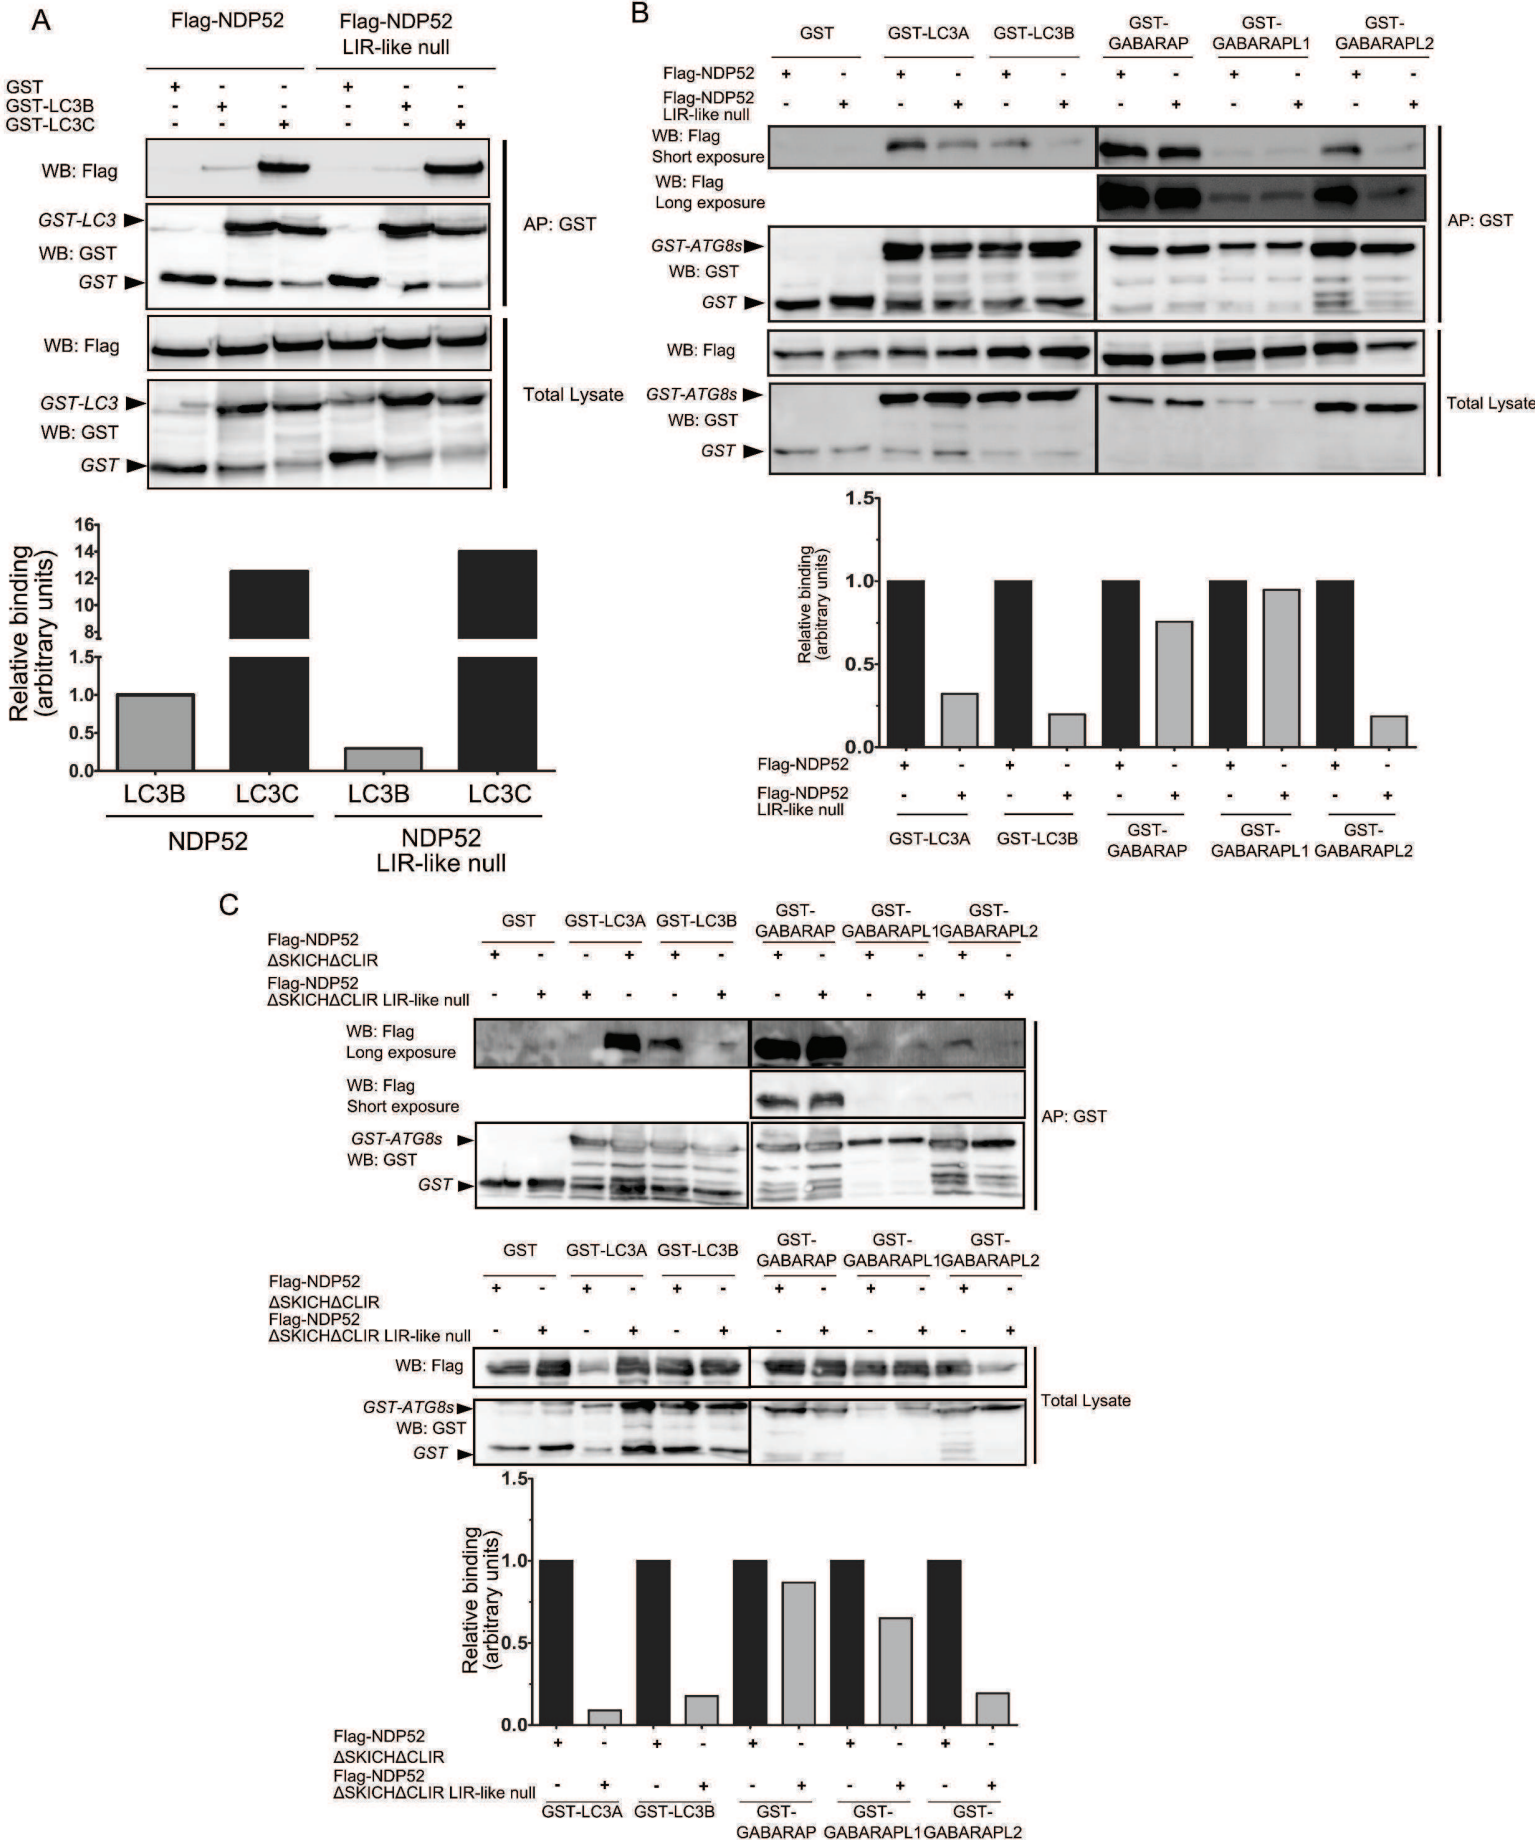 A
Flag-NDP52
Flag-NDP52
LIR-like null
GST + - - + - -
GST-LC3B - + - - + -
GST-LC3C - - + - - +
WB: Flag
GST-LC3
WB: GST
GST
AP: GST
WB: Flag
GST-LC3
WB: GST
GST
Total Lysate
Relative binding
(arbitrary units)
16
14
12
10
8
1.5
1.0
0.5
0.0
LC3B LC3C LC3B LC3C
NDP52
NDP52
LIR-like null
B
GST GST-LC3A GST-LC3B GST-
GABARAP GST-
GABARAPL1 GST-
GABARAPL2
Flag-NDP52 + - + - + - + - + - + -
Flag-NDP52
LIR-like null - + - + - + - + - + - +
WB: Flag
Short exposure
WB: Flag
Long exposure
GST-ATG8s
WB: GST
GST
AP: GST
WB: Flag
GST-ATG8s
WB: GST
GST
Total Lysate
Relative binding
(arbitrary units)
1.5
1.0
0.5
0.0
Flag-NDP52 + - + - + - + - + -
Flag-NDP52
LIR-like null - + - + - + - + - +
GST-LC3A GST-LC3B GST-
GABARAP GST-
GABARAPL1 GST-
GABARAPL2
C
GST GST-LC3A GST-LC3B GST-
GABARAP GST-
GABARAPL1 GST-
GABARAPL2
Flag-NDP52
ΔSKICHΔCLIR + - - + + - + - + - + -
Flag-NDP52
ΔSKICHΔCLIR LIR-like null - + + - - + - + - + - +
WB: Flag
Long exposure
WB: Flag
Short exposure
GST-ATG8s
WB: GST
GST
AP: GST
GST GST-LC3A GST-LC3B GST-
GABARAP GST-
GABARAPL1 GST-
GABARAPL2
Flag-NDP52
ΔSKICHΔCLIR + - + - + - + - + - + -
Flag-NDP52
ΔSKICHΔCLIR LIR-like null - + - + - + - + - + - +
WB: Flag
GST-ATG8s
WB: GST
GST
Total Lysate
Relative binding
(arbitrary units)
1.5
1.0
0.5
0.0
Flag-NDP52
ΔSKICHΔCLIR + - + - + - + - + -
Flag-NDP52
ΔSKICHΔCLIR LIR-like null - + - + - + - + - +
GST-LC3A GST-LC3B GST-
GABARAP GST-
GABARAPL1 GST-
GABARAPL2